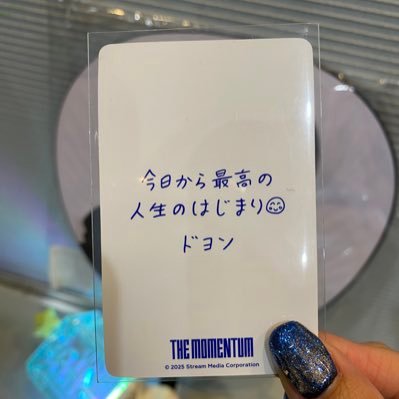 今日から最高の
人生のはじまり😊
ドヨン
THE MOMENTUM
© 2025 Stream Media Corporation